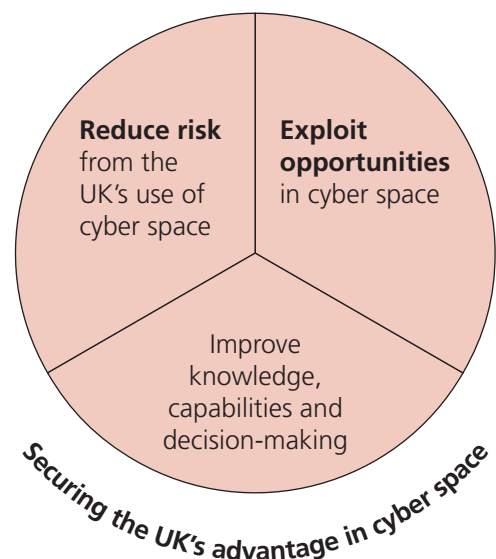 Reduce risk
from the
UK's use of
cyber space
Exploit
opportunities
in cyber space
Improve
knowledge,
capabilities and
decision-making
Securing the UK's advantage in cyber space